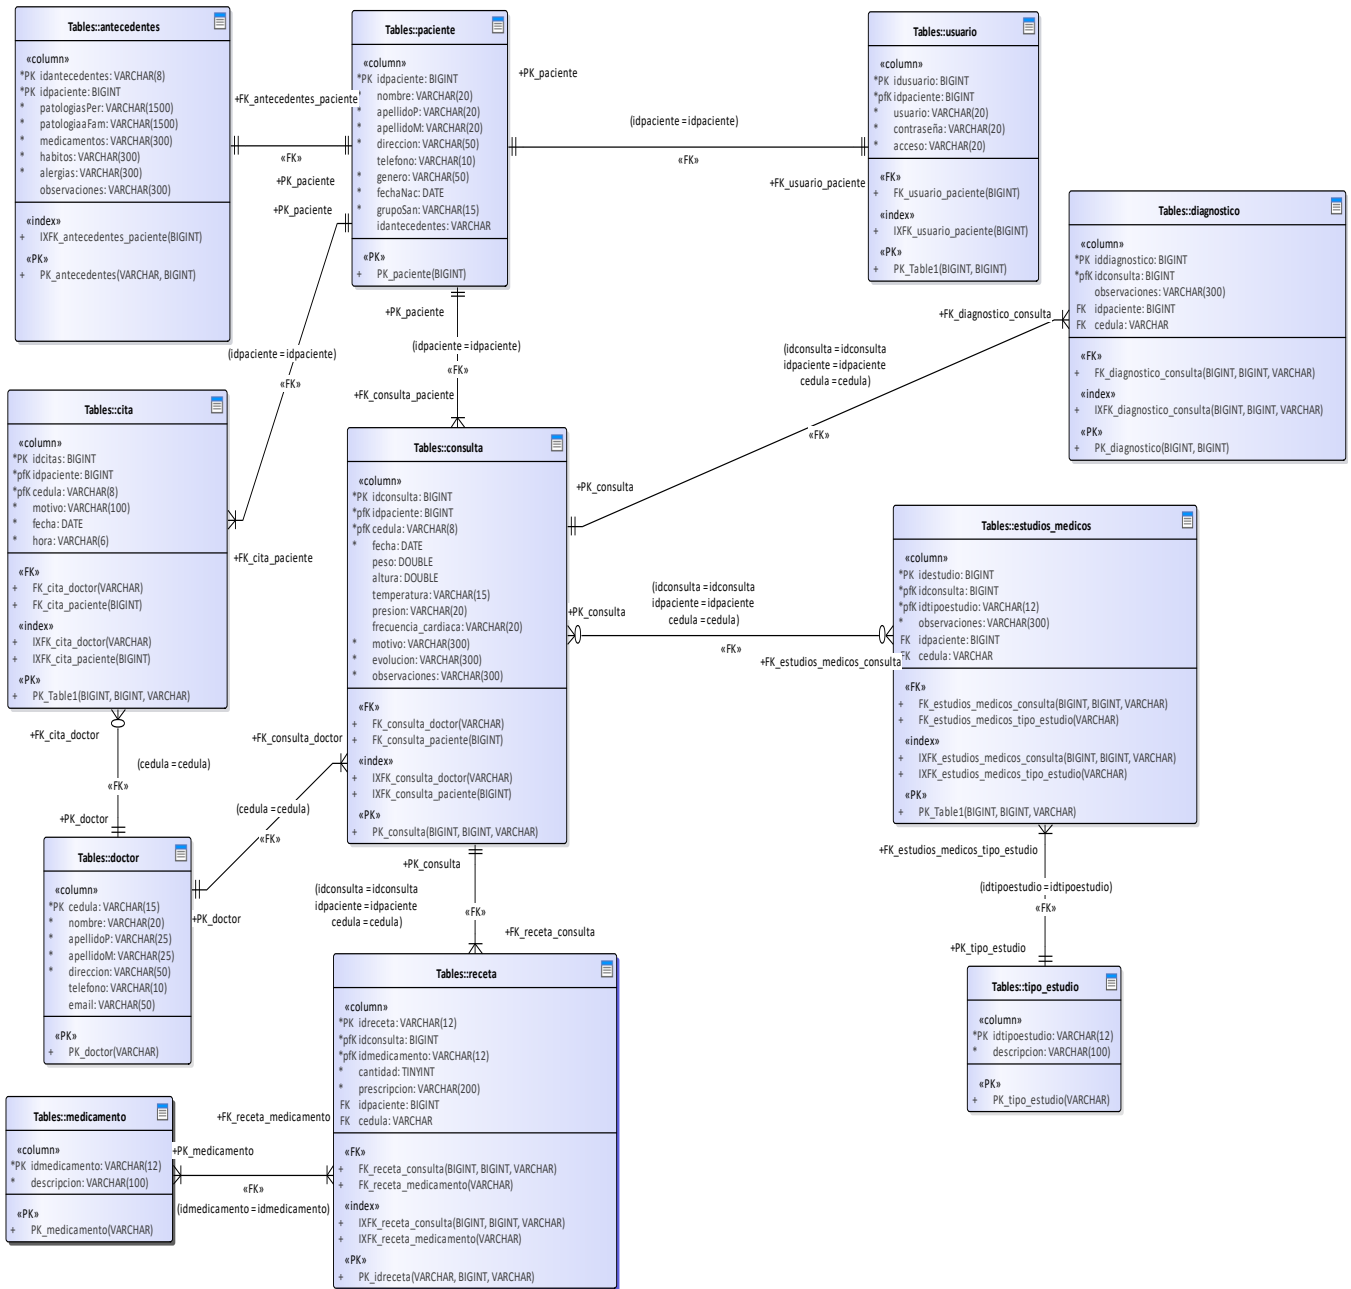 Tables::antecedentes
«column»
*PK idantecedentes: VARCHAR(8)
*PK idpaciente: BIGINT
* patologiasPer: VARCHAR(1500)
* patologiaaFam: VARCHAR(1500)
* medicamentos: VARCHAR(300)
* habitos: VARCHAR(300)
* alergias: VARCHAR(300)
observaciones: VARCHAR(300)
«index»
+ IXFK_antecedentes_paciente(BIGINT)
«PK»
+ PK_antecedentes(VARCHAR, BIGINT)
+FK_antecedentes_paciente
«FK»
+PK_paciente
Tables::paciente
«column»
*PK idpaciente: BIGINT
* nombre: VARCHAR(20)
* apellidoP: VARCHAR(20)
* apellidoM: VARCHAR(20)
* direccion: VARCHAR(50)
telefono: VARCHAR(10)
* genero: VARCHAR(50)
* fechaNac: DATE
* grupoSan: VARCHAR(15)
idantecedentes: VARCHAR
«PK»
+ PK_paciente(BIGINT)
+PK_paciente
(idpaciente = idpaciente)
«FK»
+FK_usuario_paciente
Tables::usuario
«column»
*PK idusuario: BIGINT
*pfK idpaciente: BIGINT
* usuario: VARCHAR(20)
* contraseña: VARCHAR(20)
* acceso: VARCHAR(20)
«FK»
+ FK_usuario_paciente(BIGINT)
«index»
+ IXFK_usuario_paciente(BIGINT)
«PK»
+ PK_Table1(BIGINT, BIGINT)
Tables::diagnostico
«column»
*PK iddiagnostico: BIGINT
*pfK idconsulta: BIGINT
observaciones: VARCHAR(300)
FK idpaciente: BIGINT
FK cedula: VARCHAR
«FK»
+ FK_diagnostico_consulta(BIGINT, BIGINT, VARCHAR)
«index»
+ IXFK_diagnostico_consulta(BIGINT, BIGINT, VARCHAR)
«PK»
+ PK_diagnostico(BIGINT, BIGINT)
+FK_diagnostico_consulta
(idconsulta = idconsulta
idpaciente = idpaciente
cedula = cedula)
«FK»
+PK_consulta
+PK_paciente
(idpaciente = idpaciente)
«FK»
+FK_cita_paciente
+PK_paciente
(idpaciente = idpaciente)
«FK»
+FK_consulta_paciente
Tables::cita
«column»
*PK idcitas: BIGINT
*pfK idpaciente: BIGINT
*pfK cedula: VARCHAR(8)
* motivo: VARCHAR(100)
* fecha: DATE
* hora: VARCHAR(6)
«FK»
+ FK_cita_doctor(VARCHAR)
+ FK_cita_paciente(BIGINT)
«index»
+ IXFK_cita_doctor(VARCHAR)
+ IXFK_cita_paciente(BIGINT)
«PK»
+ PK_Table1(BIGINT, BIGINT, VARCHAR)
Tables::consulta
«column»
*PK idconsulta: BIGINT
*pfK idpaciente: BIGINT
*pfK cedula: VARCHAR(8)
* fecha: DATE
peso: DOUBLE
altura: DOUBLE
temperatura: VARCHAR(15)
presion: VARCHAR(20)
frecuencia_cardiaca: VARCHAR(20)
* motivo: VARCHAR(300)
* evolucion: VARCHAR(300)
* observaciones: VARCHAR(300)
«FK»
+ FK_consulta_doctor(VARCHAR)
+ FK_consulta_paciente(BIGINT)
«index»
+ IXFK_consulta_doctor(VARCHAR)
+ IXFK_consulta_paciente(BIGINT)
«PK»
+ PK_consulta(BIGINT, BIGINT, VARCHAR)
+PK_consulta
(idconsulta = idconsulta
idpaciente = idpaciente
cedula = cedula)
«FK»
+FK_estudios_medicos_consulta
Tables::estudios_medicos
«column»
*PK idestudio: BIGINT
*pfK idconsulta: BIGINT
*pfK idtipoestudio: VARCHAR(12)
* observaciones: VARCHAR(300)
FK idpaciente: BIGINT
FK cedula: VARCHAR
«FK»
+ FK_estudios_medicos_consulta(BIGINT, BIGINT, VARCHAR)
+ FK_estudios_medicos_tipo_estudio(VARCHAR)
«index»
+ IXFK_estudios_medicos_consulta(BIGINT, BIGINT, VARCHAR)
+ IXFK_estudios_medicos_tipo_estudio(VARCHAR)
«PK»
+ PK_Table1(BIGINT, BIGINT, VARCHAR)
+FK_cita_doctor
(cedula = cedula)
«FK»
+PK_doctor
+FK_consulta_doctor
(cedula = cedula)
«FK»
+PK_doctor
Tables::doctor
«column»
*PK cedula: VARCHAR(15)
* nombre: VARCHAR(20)
* apellidoP: VARCHAR(25)
* apellidoM: VARCHAR(25)
* direccion: VARCHAR(50)
telefono: VARCHAR(10)
email: VARCHAR(50)
«PK»
+ PK_doctor(VARCHAR)
+PK_consulta
(idconsulta = idconsulta
idpaciente = idpaciente
cedula = cedula)
«FK»
+FK_receta_consulta
+FK_estudios_medicos_tipo_estudio
(idtipoestudio = idtipoestudio)
«FK»
+PK_tipo_estudio
Tables::tipo_estudio
«column»
*PK idtipoestudio: VARCHAR(12)
* descripcion: VARCHAR(100)
«PK»
+ PK_tipo_estudio(VARCHAR)
Tables::receta
«column»
*PK idreceta: VARCHAR(12)
*pfK idconsulta: BIGINT
*pfK idmedicamento: VARCHAR(12)
* cantidad: TINYINT
* prescripcion: VARCHAR(200)
FK idpaciente: BIGINT
FK cedula: VARCHAR
«FK»
+ FK_receta_consulta(BIGINT, BIGINT, VARCHAR)
+ FK_receta_medicamento(VARCHAR)
«index»
+ IXFK_receta_consulta(BIGINT, BIGINT, VARCHAR)
+ IXFK_receta_medicamento(VARCHAR)
«PK»
+ PK_idreceta(VARCHAR, BIGINT, VARCHAR)
Tables::medicamento
«column»
*PK idmedicamento: VARCHAR(12)
* descripcion: VARCHAR(100)
«PK»
+ PK_medicamento(VARCHAR)
+FK_receta_medicamento
+PK_medicamento
«FK»
(idmedicamento = idmedicamento)